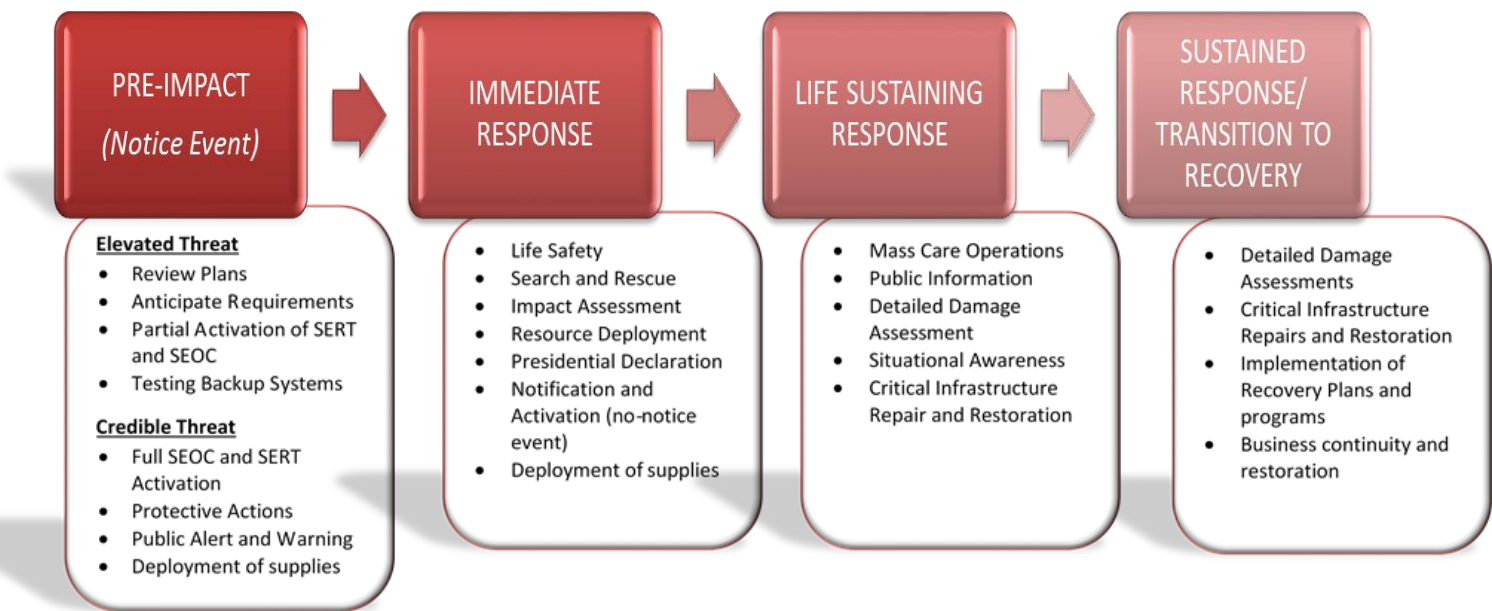 PRE-IMPACT
(Notice Event)
Elevated Threat
• Review Plans
• Anticipate Requirements
• Partial Activation of SERT
and SEOC
• Testing Backup Systems
Credible Threat
• Full SEOC and SERT
Activation
• Protective Actions
• Public Alert and Warning
• Deployment of supplies
IMMEDIATE
RESPONSE
• Life Safety
• Search and Rescue
• Impact Assessment
• Resource Deployment
• Presidential Declaration
• Notification and
Activation (no-notice
event)
• Deployment of supplies
LIFE SUSTAINING
RESPONSE
• Mass Care Operations
• Public Information
• Detailed Damage
Assessment
• Situational Awareness
• Critical Infrastructure
Repair and Restoration
SUSTAINED
RESPONSE/
TRANSITION TO
RECOVERY
• Detailed Damage
Assessments
• Critical Infrastructure
Repairs and Restoration
• Implementation of
Recovery Plans and
programs
• Business continuity and
restoration